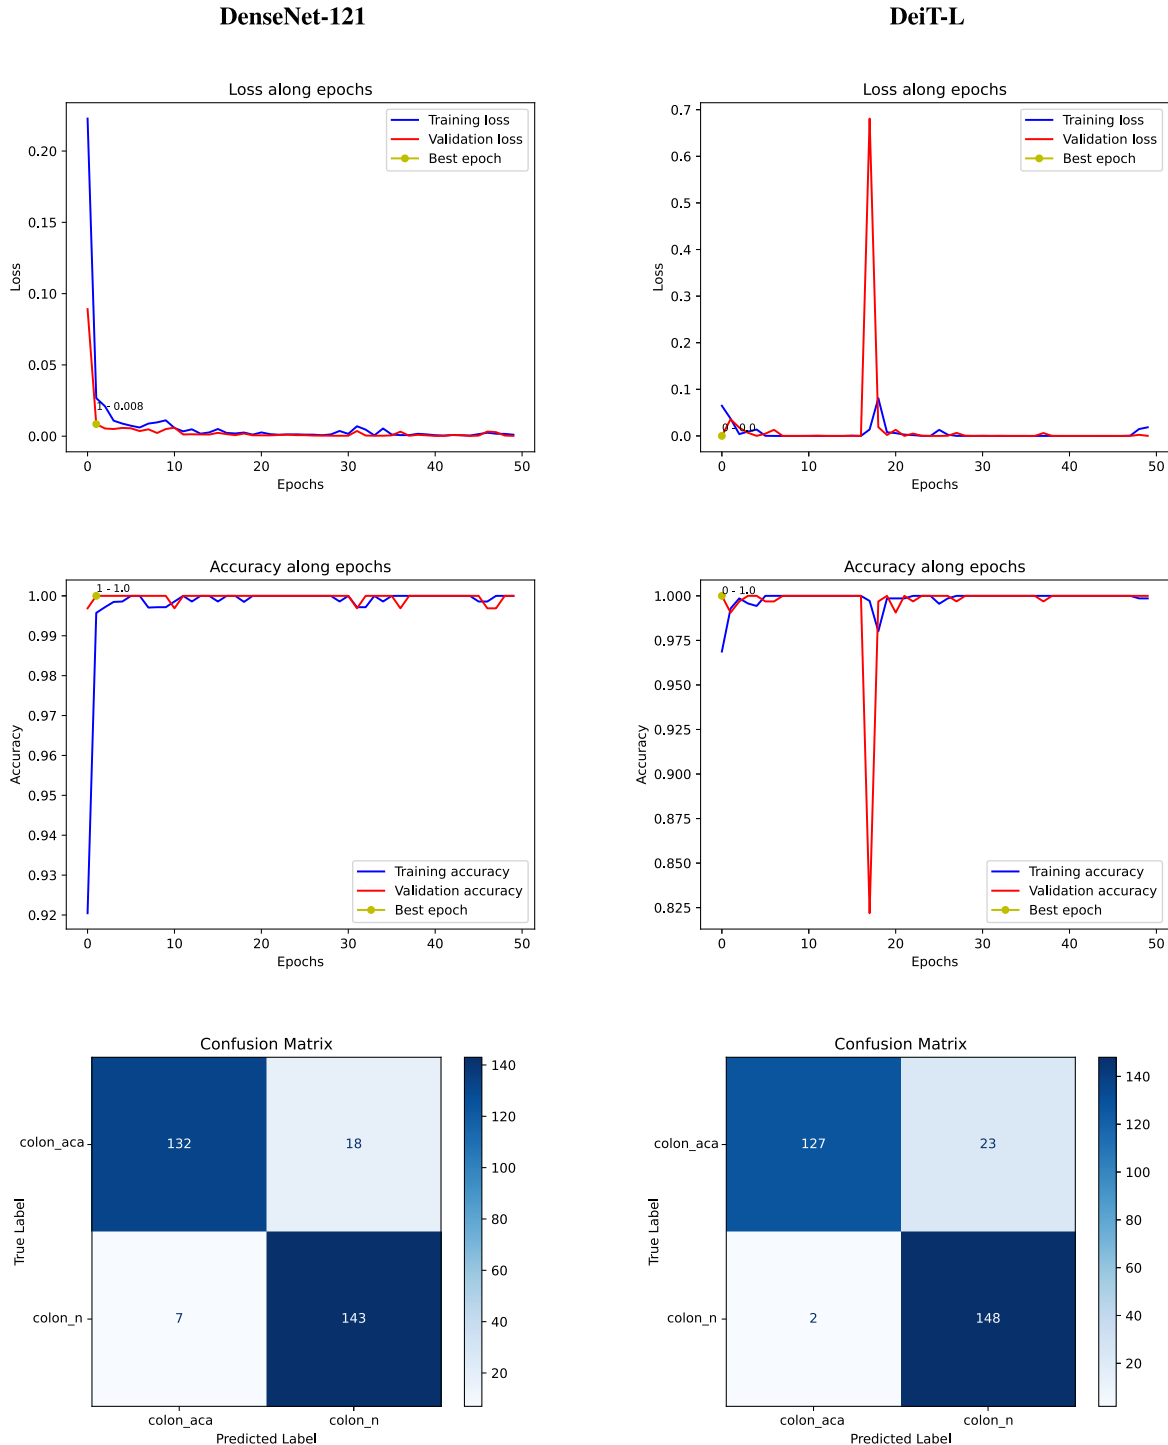 DenseNet-121
DeiT-L
Loss along epochs
Training loss
Validation loss
Best epoch
0.20
0.15
0.10
0.05
0.00
Loss
1 - 0.008
0 10 20 30 40 50
Epochs
Loss along epochs
Training loss
Validation loss
Best epoch
0.7
0.6
0.5
0.4
0.3
0.2
0.1
0.0
Loss
0 - 0.0
0 10 20 30 40 50
Epochs
Accuracy along epochs
1 - 1.0
1.00
0.99
0.98
0.97
0.96
0.95
0.94
0.93
0.92
Accuracy
Training accuracy
Validation accuracy
Best epoch
0 10 20 30 40 50
Epochs
Accuracy along epochs
0 - 1.0
1.000
0.975
0.950
0.925
0.900
0.875
0.850
0.825
Accuracy
Training accuracy
Validation accuracy
Best epoch
0 10 20 30 40 50
Epochs
Confusion Matrix
colon_aca
132 18
True Label
colon_n
7 143
colon_aca colon_n
Predicted Label
140
120
100
80
60
40
20
Confusion Matrix
colon_aca
127 23
True Label
colon_n
2 148
colon_aca colon_n
Predicted Label
140
120
100
80
60
40
20